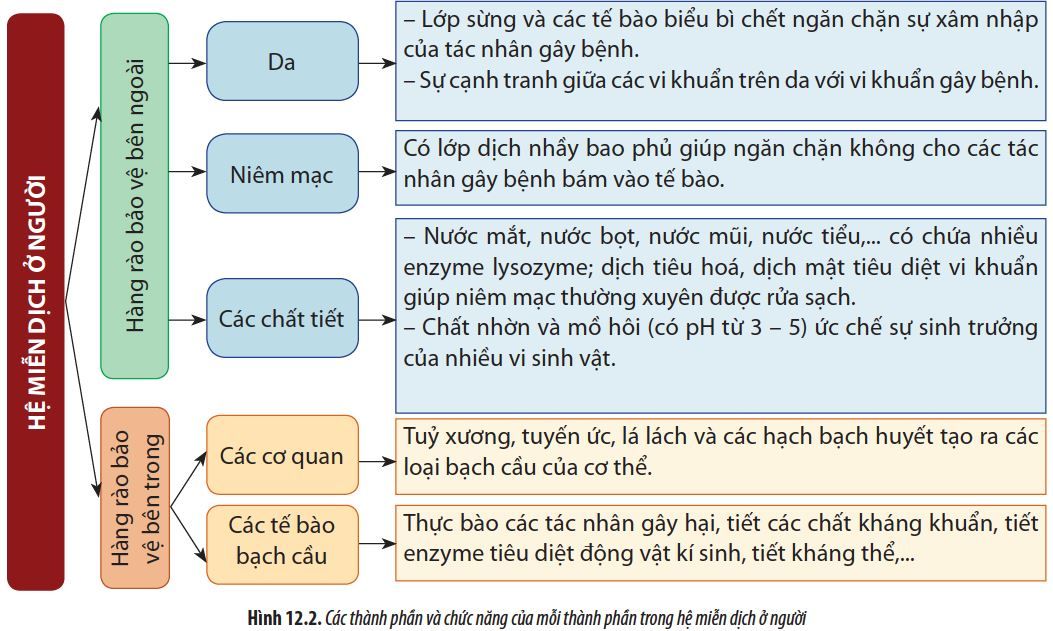 HỆ MIỄN DỊCH Ở NGƯỜI
Hàng rào bảo vệ bên ngoài
Da
– Lớp sừng và các tế bào biểu bì chết ngăn chặn sự xâm nhập
của tác nhân gây bệnh.
– Sự cạnh tranh giữa các vi khuẩn trên da với vi khuẩn gây bệnh.
Niêm mạc
Có lớp dịch nhầy bao phủ giúp ngăn chặn không cho các tác
nhân gây bệnh bám vào tế bào.
Các chất tiết
– Nước mắt, nước bọt, nước mũi, nước tiểu,... có chứa nhiều
enzyme lysozyme; dịch tiêu hoá, dịch mật tiêu diệt vi khuẩn
giúp niêm mạc thường xuyên được rửa sạch.
– Chất nhờn và mồ hôi (có pH từ 3 – 5) ức chế sự sinh trưởng
của nhiều vi sinh vật.
Hàng rào bảo
vệ bên trong
Các cơ quan
Tuỷ xương, tuyến ức, lá lách và các hạch bạch huyết tạo ra các
loại bạch cầu của cơ thể.
Các tế bào
bạch cầu
Thực bào các tác nhân gây hại, tiết các chất kháng khuẩn, tiết
enzyme tiêu diệt động vật kí sinh, tiết kháng thể,...
Hình 12.2. Các thành phần và chức năng của mỗi thành phần trong hệ miễn dịch ở người